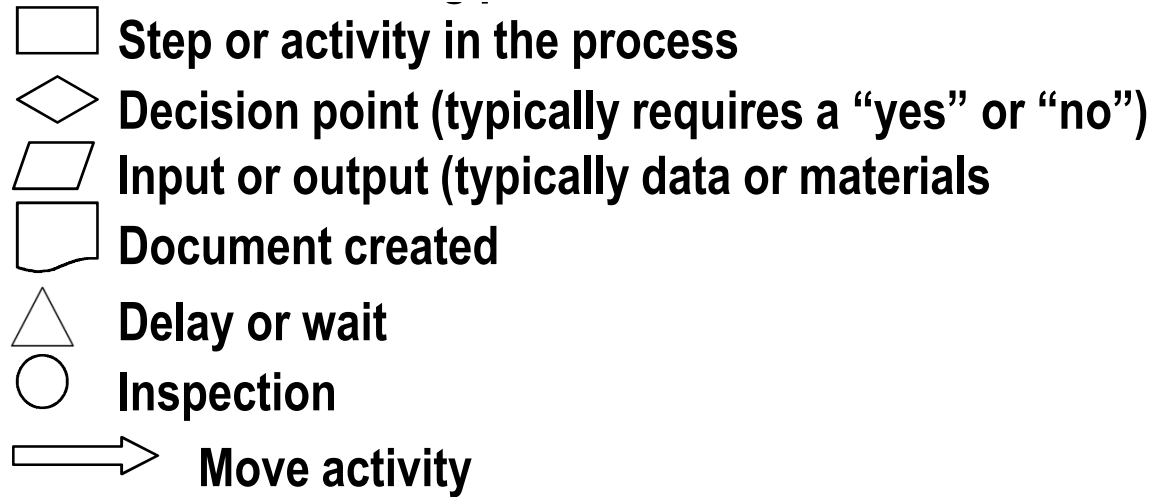 Step or activity in the process
Decision point (typically requires a “yes” or “no”)
Input or output (typically data or materials
Document created
Delay or wait
Inspection
Move activity